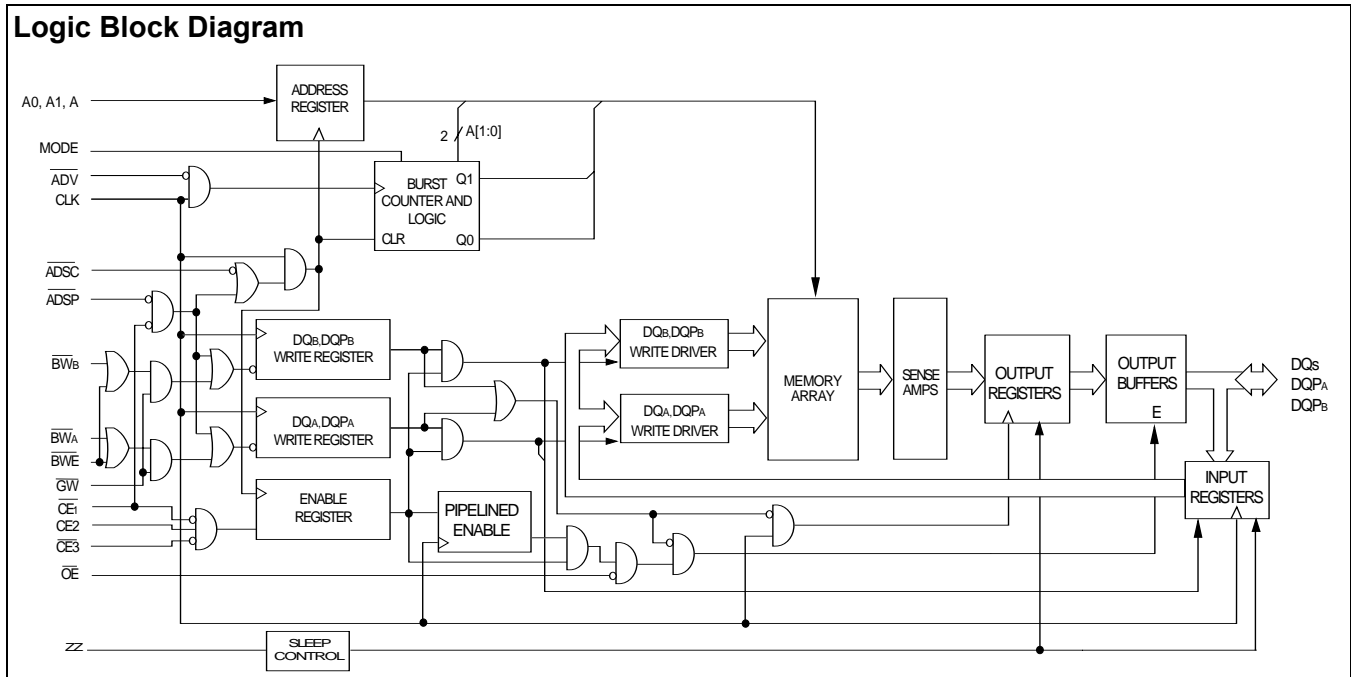 Logic Block Diagram
A0, A1, A
ADDRESS
REGISTER
2
A[1:0]
MODE
ADV
CLK
BURST
COUNTER AND
LOGIC
Q1
CLR
Q0
ADSC
ADSP
DQB,DQPB
WRITE REGISTER
DQB,DQPB
WRITE DRIVER
BWB
MEMORY
ARRAY
SENSE
AMPS
OUTPUT
REGISTERS
OUTPUT
BUFFERS
E
DQs
DQPA
DQPB
DQA,DQPA
WRITE REGISTER
DQA,DQPA
WRITE DRIVER
BWA
BWE
GW
CE1
CE2
CE3
ENABLE
REGISTER
PIPELINED
ENABLE
INPUT
REGISTERS
OE
ZZ
SLEEP
CONTROL